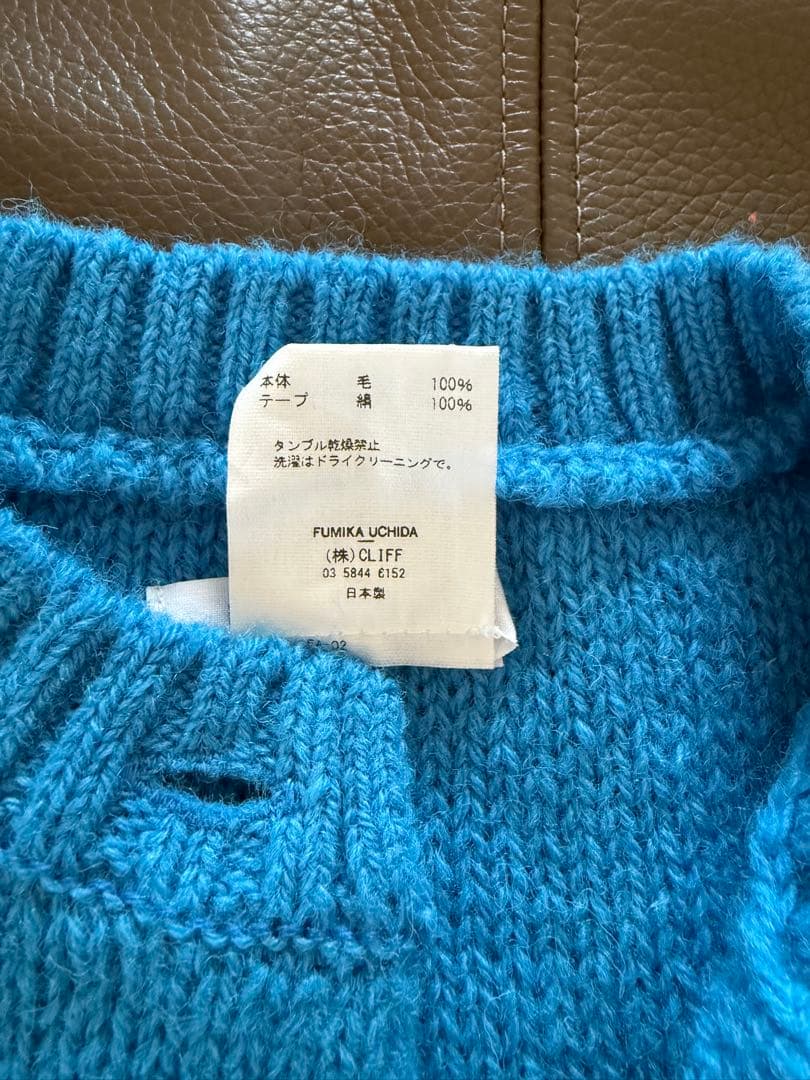 本体 毛 100%
テープ 絹 100%
タンブル乾燥禁止
洗濯はドライクリーニングで。
FUMIKA_UCHIDA
(株)CLIFF
03 5844 6152
日本製
-02